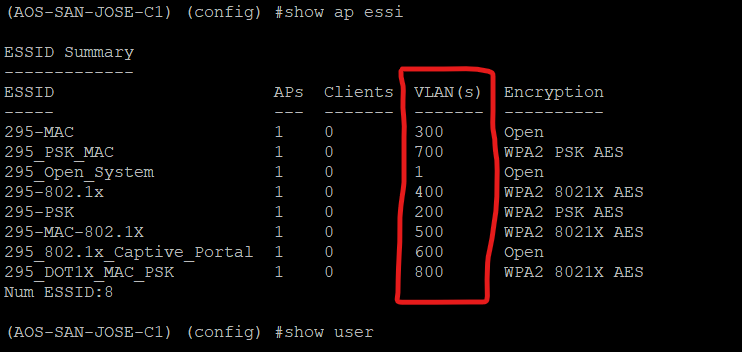 (AOS-SAN-JOSE-C1) (config) #show ap essi
ESSID Summary
-------------
ESSID APs Clients VLAN(s) Encryption
----- --- ------- ------- ----------
295-MAC 1 0 300 Open
295_PSK_MAC 1 0 700 WPA2 PSK AES
295_Open_System 1 0 1 Open
295-802.1x 1 0 400 WPA2 8021X AES
295-PSK 1 0 200 WPA2 PSK AES
295-MAC-802.1X 1 0 500 WPA2 8021X AES
295_802.1x_Captive_Portal 1 0 600 Open
295_DOT1X_MAC_PSK 1 0 800 WPA2 8021X AES
Num ESSID:8
(AOS-SAN-JOSE-C1) (config) #show user